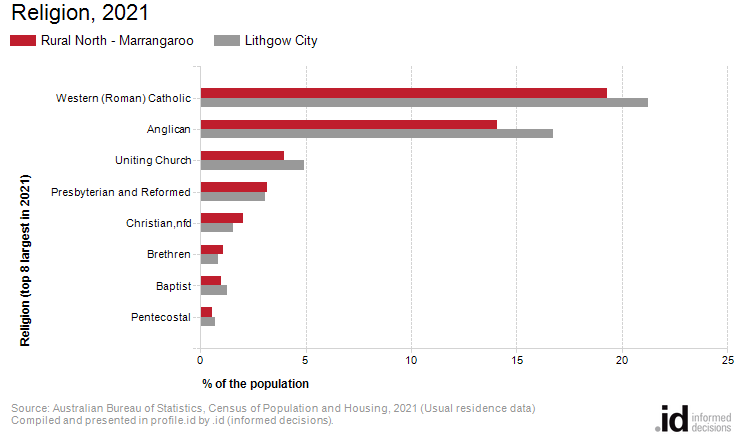 Religion, 2021
Rural North - Marrangaroo
Lithgow City
Religion (top 8 largest in 2021)
Western (Roman) Catholic
Anglican
Uniting Church
Presbyterian and Reformed
Christian,nfd
Brethren
Baptist
Pentecostal
0 5 10 15 20 25
% of the population
Source: Australian Bureau of Statistics, Census of Population and Housing, 2021 (Usual residence data)
Compiled and presented in profile.id by .id (informed decisions).
.id informed
decisions